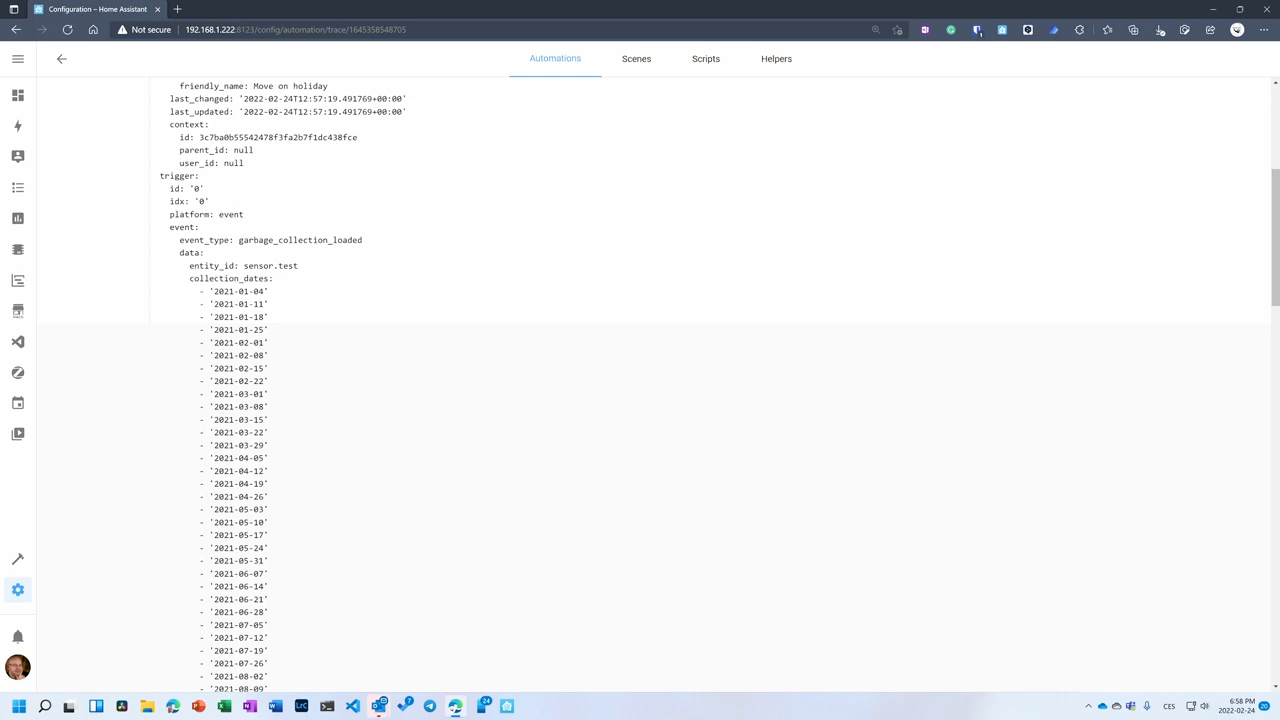 Configuration – Home Assistant
Not secure
192.168.1.222:8123/config/automation/trace/1645358548705
Automations
Scenes
Scripts
Helpers
friendly_name: Move on holiday
last_changed: '2022-02-24T12:57:19.491769+00:00'
last_updated: '2022-02-24T12:57:19.491769+00:00'
context:
id: 3c7ba0b55542478f3fa2b7f1dc438fce
parent_id: null
user_id: null
trigger:
id: '0'
idx: '0'
platform: event
event:
event_type: garbage_collection_loaded
data:
entity_id: sensor.test
collection_dates:
- '2021-01-04'
- '2021-01-11'
- '2021-01-18'
- '2021-01-25'
- '2021-02-01'
- '2021-02-08'
- '2021-02-15'
- '2021-02-22'
- '2021-03-01'
- '2021-03-08'
- '2021-03-15'
- '2021-03-22'
- '2021-03-29'
- '2021-04-05'
- '2021-04-12'
- '2021-04-19'
- '2021-04-26'
- '2021-05-03'
- '2021-05-10'
- '2021-05-17'
- '2021-05-24'
- '2021-05-31'
- '2021-06-07'
- '2021-06-14'
- '2021-06-21'
- '2021-06-28'
- '2021-07-05'
- '2021-07-12'
- '2021-07-19'
- '2021-07-26'
- '2021-08-02'
- '2021-08-09'
LrC
7
24
CES
6:58 PM
2022-02-24
20